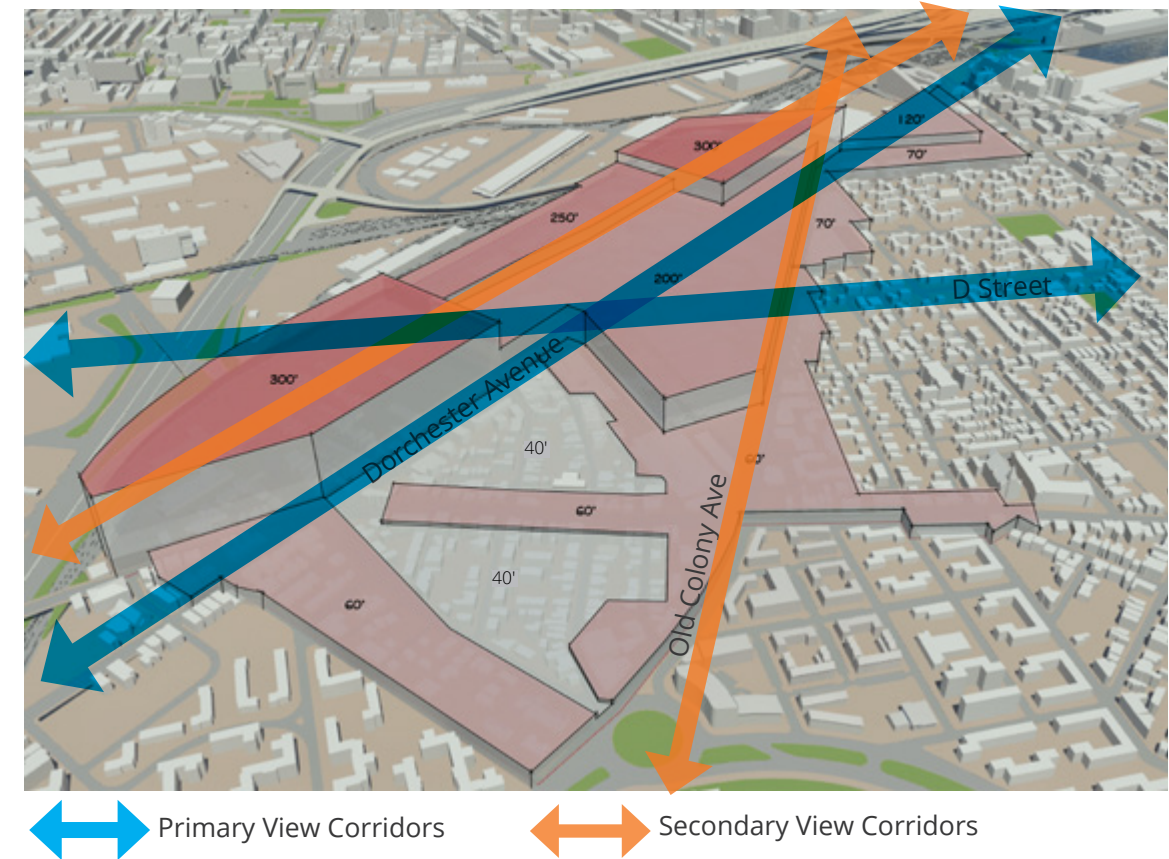 120'
300'
70'
250'
70'
200'
D Street
300'
Dorchester Avenue
40'
60'
60'
Old Colony Ave
40'
60'
Primary View Corridors
Secondary View Corridors